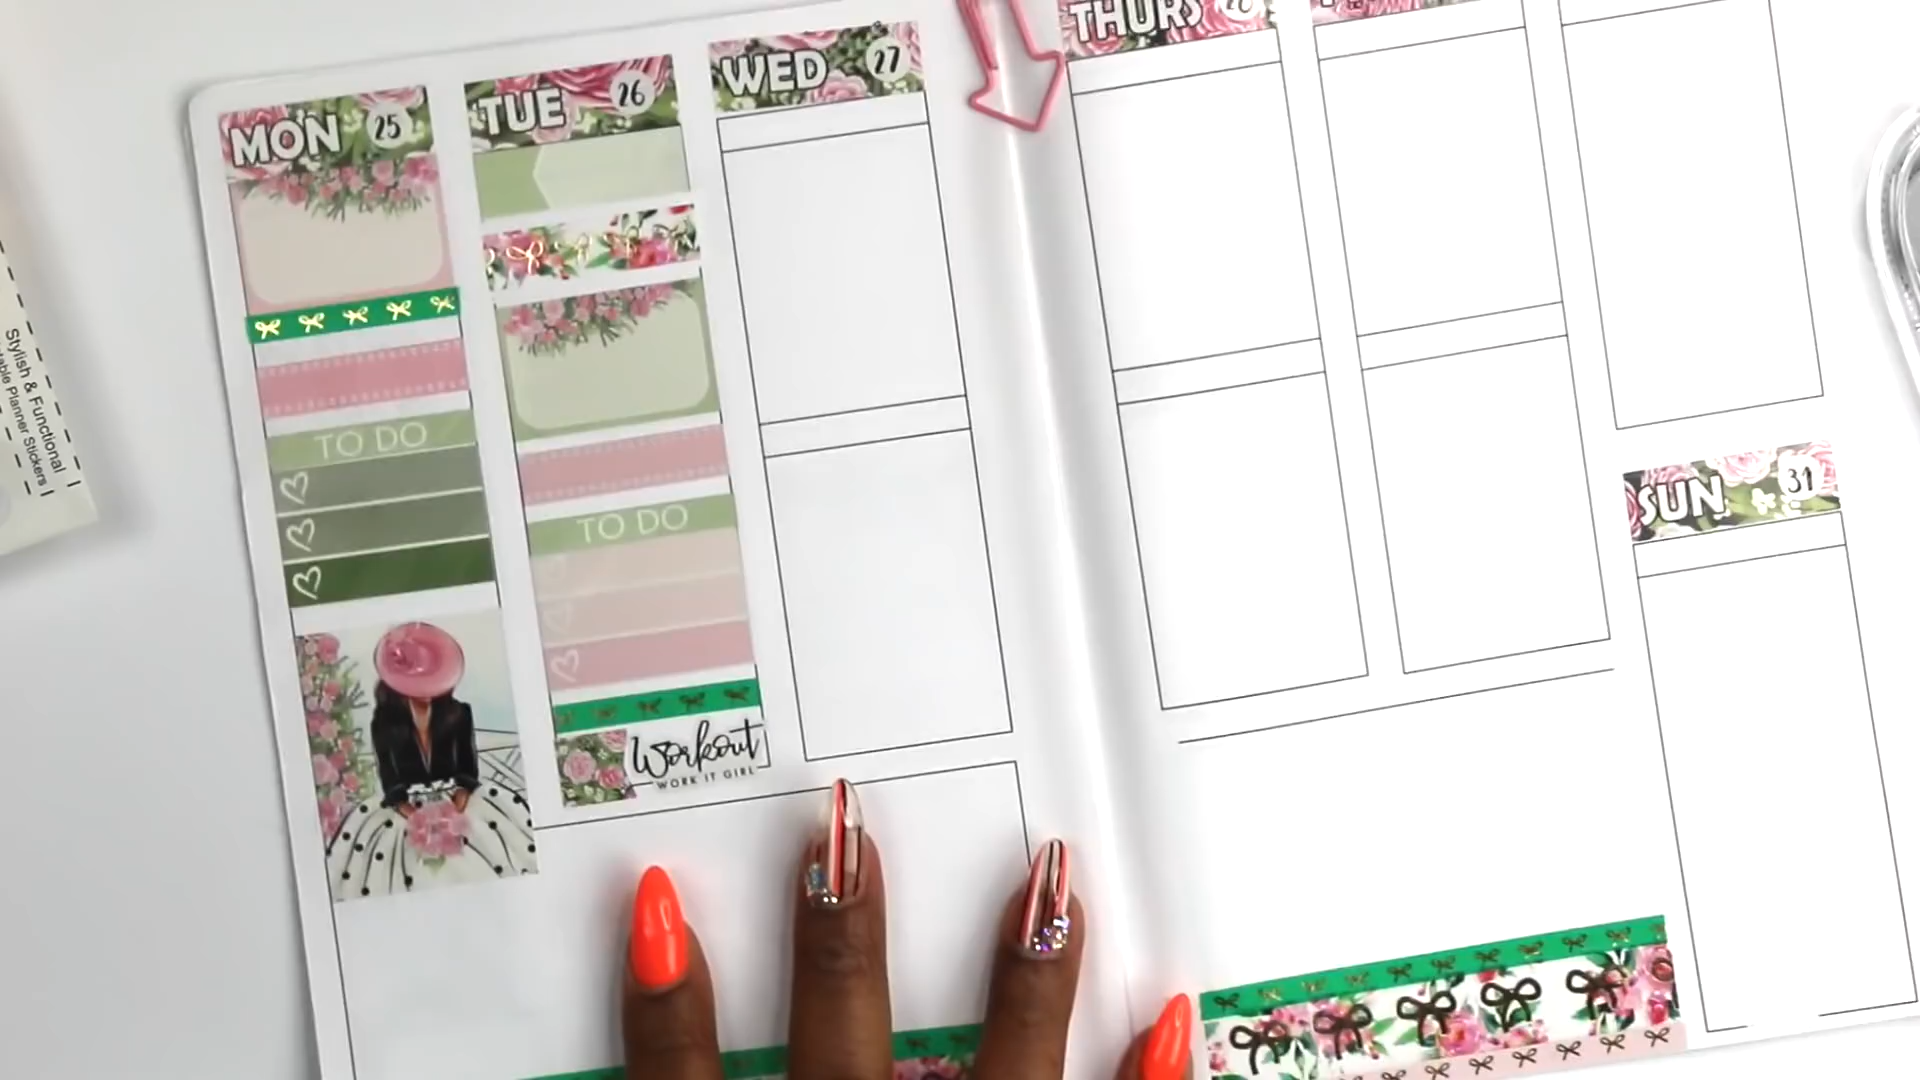 MON 25
TUE 26
WED 27
THURS
SUN 31
TO DO
TO DO
Workout
WORK IT GIRL
Stylish & Functional
Planner Stickers